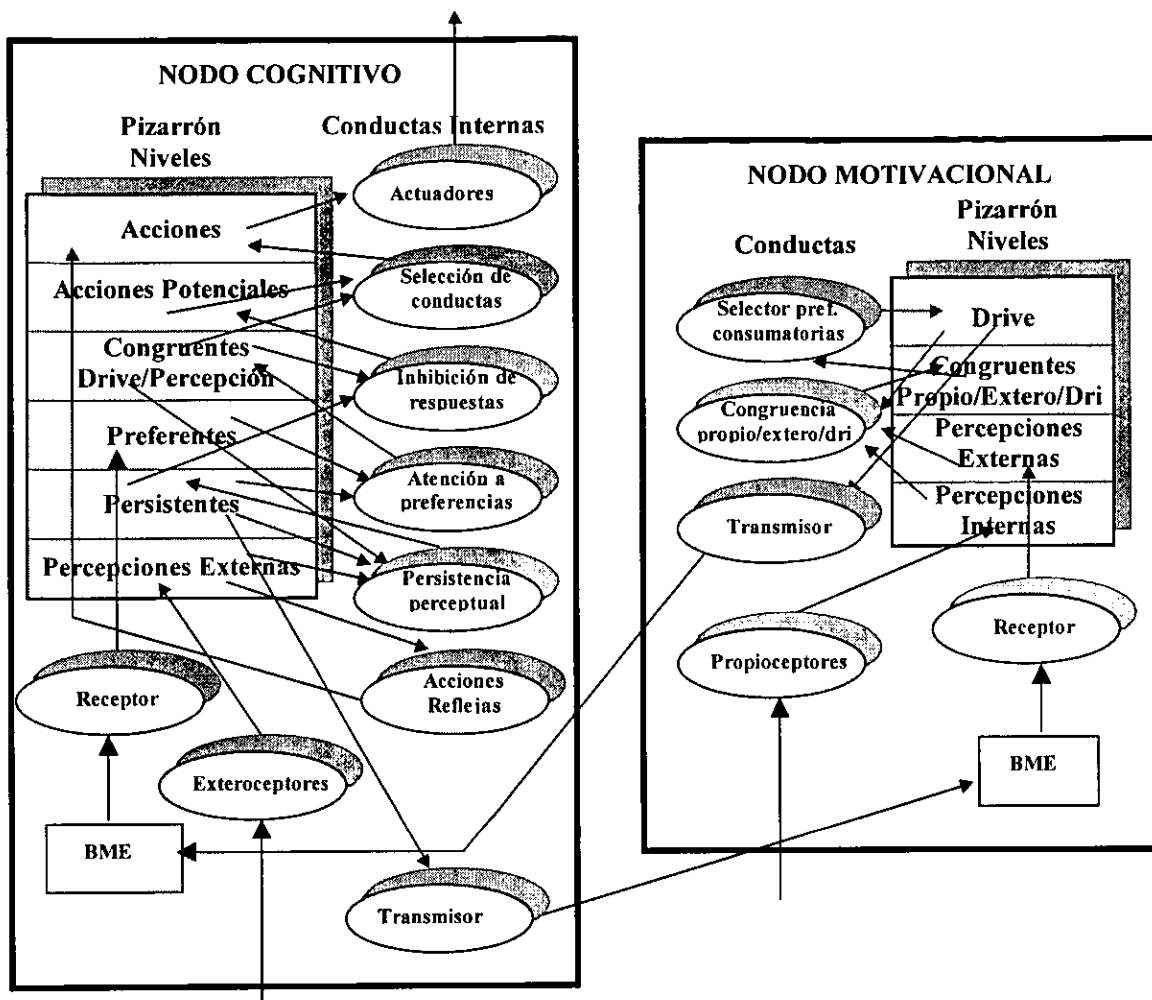 NODO COGNITIVO
Pizarrón
Niveles
Conductas Internas
Acciones
Acciones Potenciales
Congruentes
Drive/Percepción
Preferentes
Persistentes
Percepciones Externas
Actuadores
Selección de
conductas
Inhibición de
respuestas
Atención a
preferencias
Persistencia
perceptual
Acciones
Reflejas
Receptor
Exteroceptores
BME
Transmisor
NODO MOTIVACIONAL
Pizarrón
Niveles
Conductas
Selector pref.
consumatorias
Congruencia
propio/extero/dri
Transmisor
Propioceptores
Drive
Congruentes
Propio/Extero/Dri
Percepciones
Externas
Percepciones
Internas
Receptor
BME